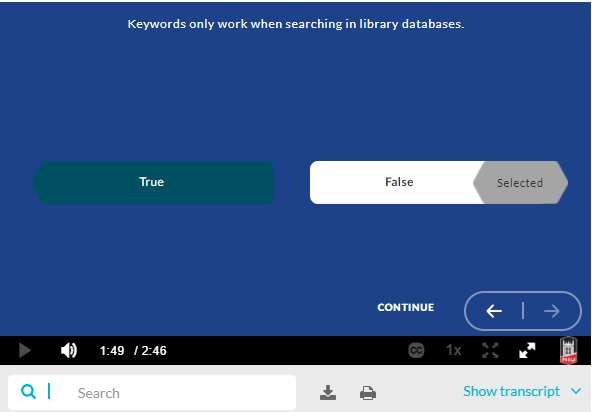 Keywords only work when searching in library databases.
True
False
Selected
CONTINUE
1:49 / 2:46
CC
1x
NIU
Search
Show transcript